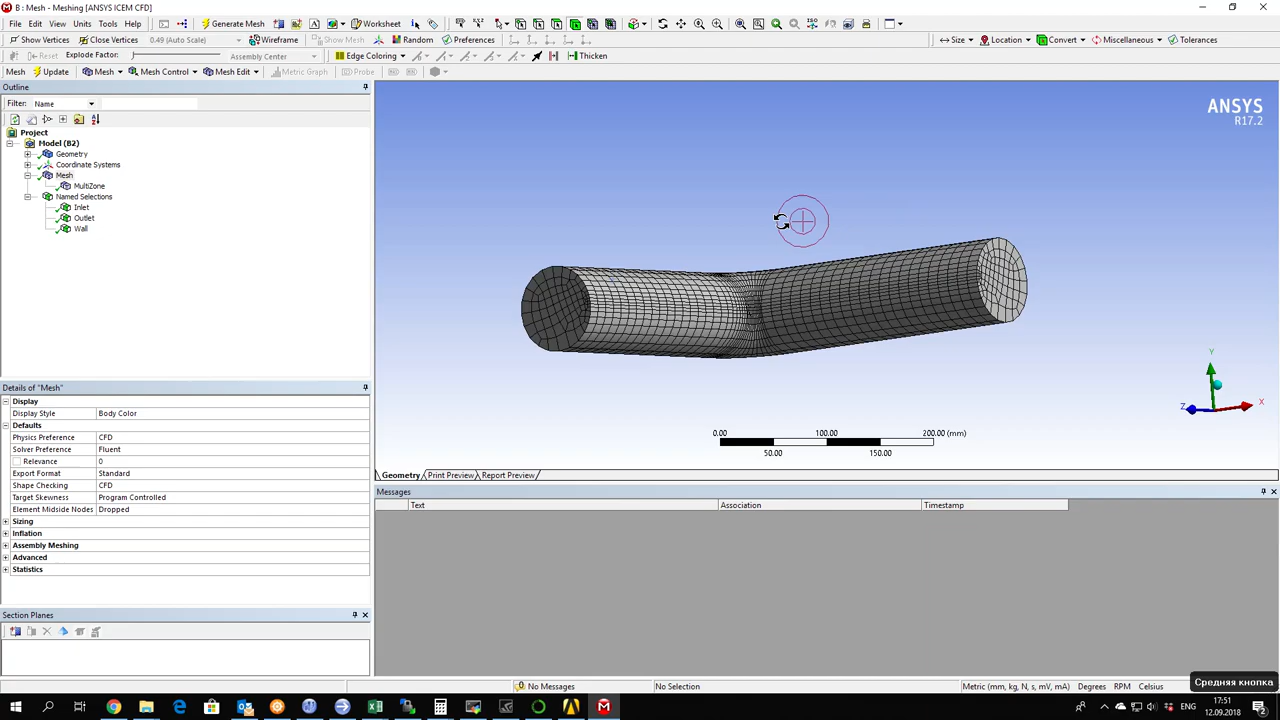 B : Mesh - Meshing [ANSYS ICEM CFD]
File Edit View Units Tools Help Generate Mesh Worksheet
Show Vertices Close Vertices 0.49 (Auto Scale) Wireframe Show Mesh Random Preferences Size Location Convert Miscellaneous Tolerances
Reset Explode Factor: Assembly Center Edge Coloring Thicken
Mesh Update Mesh Mesh Control Mesh Edit Metric Graph Probe
Outline
Filter: Name
Project
Model (B2)
Geometry
Coordinate Systems
Mesh
MultiZone
Named Selections
Inlet
Outlet
Wall
ANSYS
R17.2
Y
X
Z
0.00 100.00 200.00 (mm)
50.00 150.00
Geometry Print Preview Report Preview
Details of "Mesh"
Display
Display Style Body Color
Defaults
Physics Preference CFD
Solver Preference Fluent
Relevance 0
Export Format Standard
Shape Checking CFD
Target Skewness Program Controlled
Element Midside Nodes Dropped
Sizing
Inflation
Assembly Meshing
Advanced
Statistics
Section Planes
Messages
Text Association Timestamp
No Messages No Selection Metric (mm, kg, N, s, mV, mA) Degrees RPM Celsius
Средняя кнопка
ENG 17:51
12.09.2018